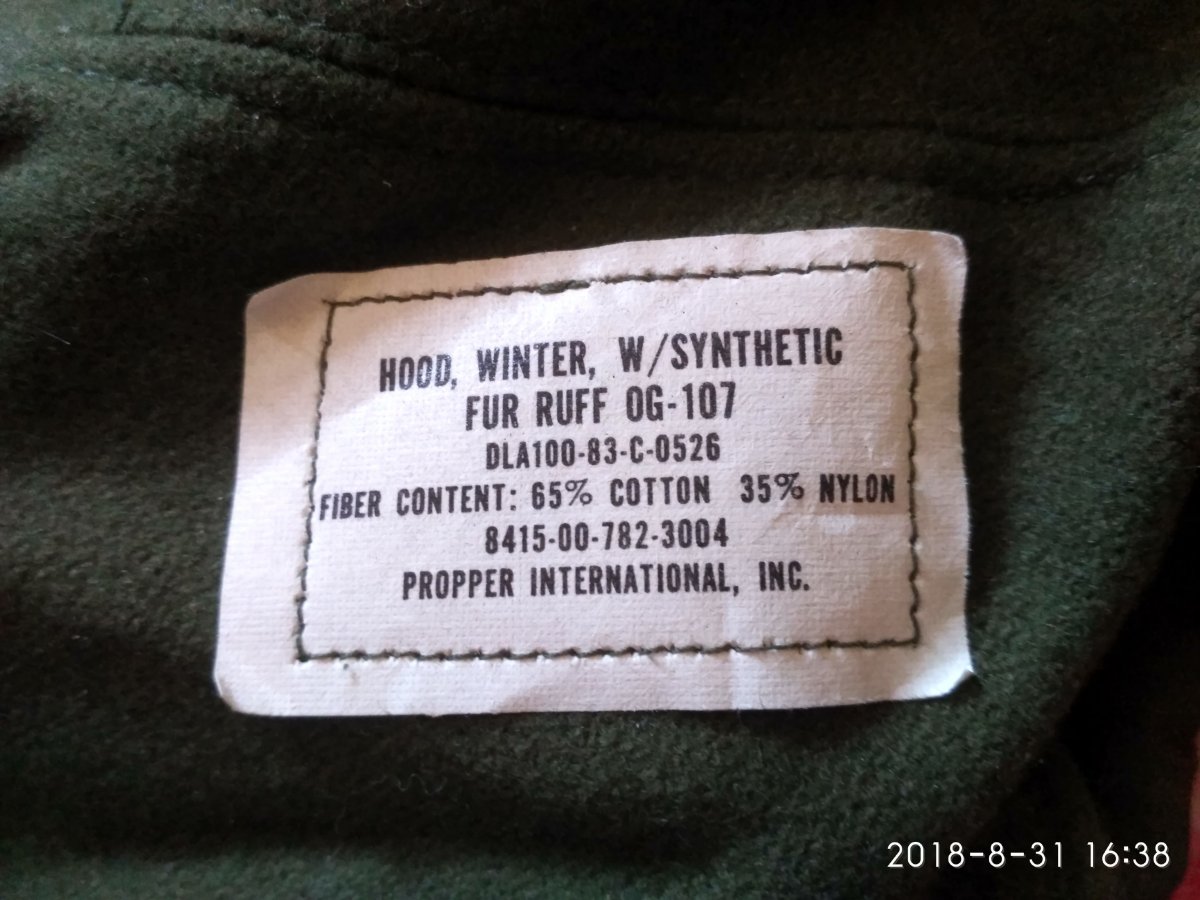 HOOD, WINTER, W/SYNTHETIC
FUR RUFF OG-107
DLA100-83-C-0526
FIBER CONTENT: 65% COTTON 35% NYLON
8415-00-782-3004
PROPPER INTERNATIONAL, INC.
2018-8-31 16:38